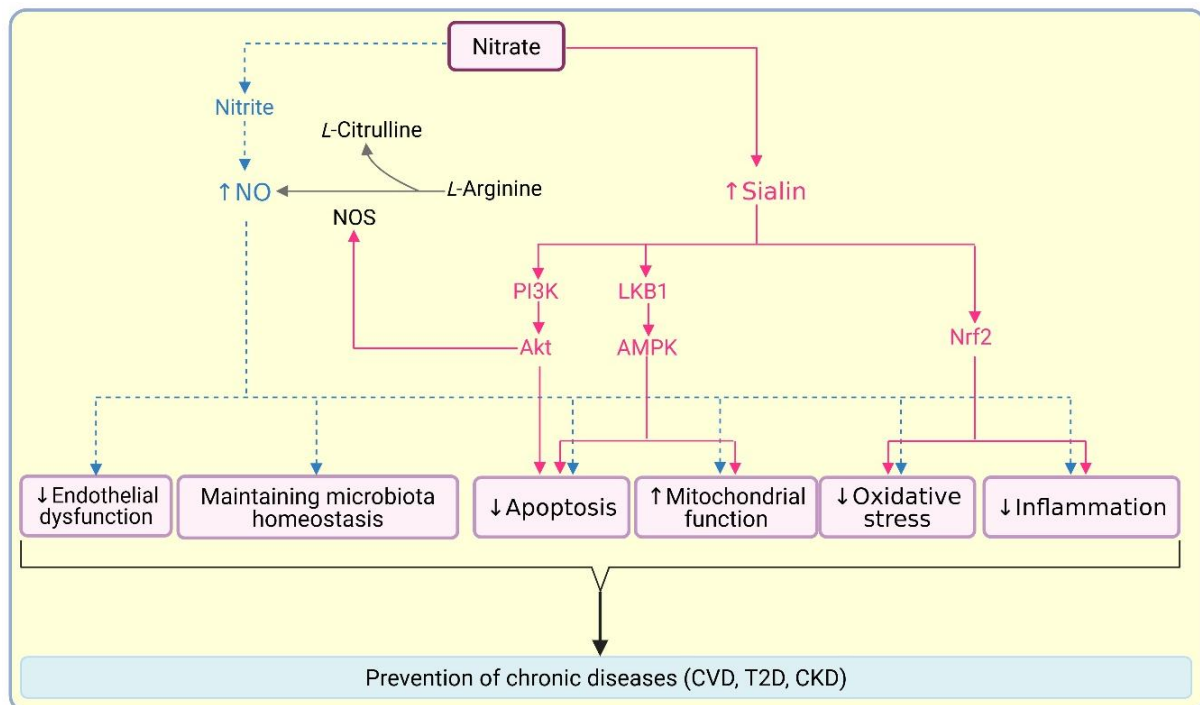 Nitrate
Nitrite
L-Citrulline
↑NO
L-Arginine
↑Sialin
NOS
PI3K
LKB1
Nrf2
Akt
AMPK
↓Endothelial
dysfunction
Maintaining microbiota
homeostasis
↓Apoptosis
↑Mitochondrial
function
↓Oxidative
stress
↓Inflammation
Prevention of chronic diseases (CVD, T2D, CKD)